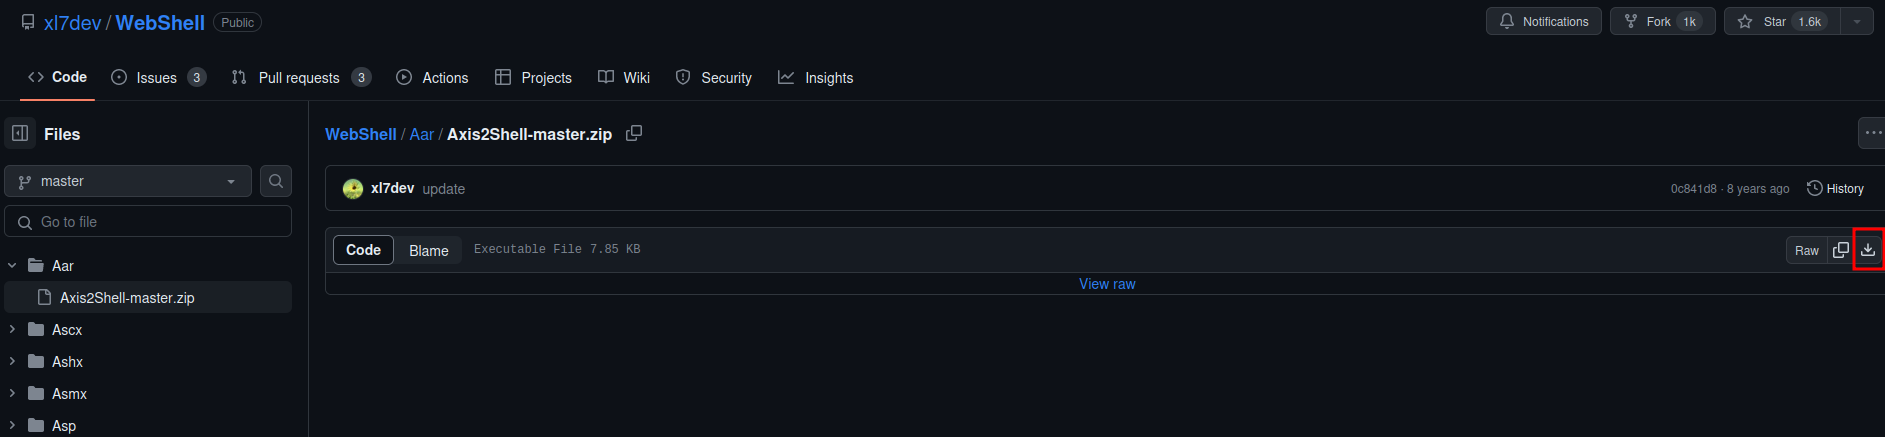 xl7dev / WebShell Public Notifications Fork 1k Star 1.6k
Code Issues 3 Pull requests 3 Actions Projects Wiki Security Insights
Files
master
Go to file
Aar
Axis2Shell-master.zip
Ascx
Ashx
Asmx
Asp
WebShell / Aar / Axis2Shell-master.zip
xl7dev update 0c841d8 · 8 years ago History
Code Blame Executable File 7.85 KB Raw
View raw